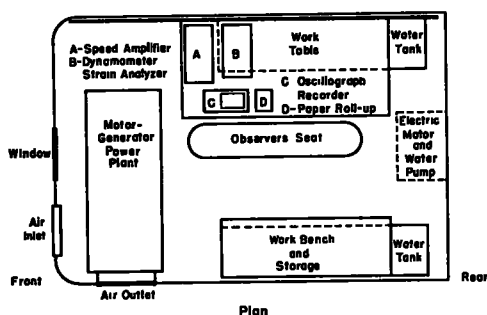 A-Speed Amplifier
B-Dynamometer
Strain Analyzer
A
B
Work
Table
Water
Tank
C Oscillograph
Recorder
D-Paper Roll-up
C
D
Motor-
Generator
Power
Plant
Observers Seat
Electric
Motor
and
Water
Pump
Window
Air
Inlet
Work Bench
and
Storage
Water
Tank
Front
Rear
Air Outlet
Plan